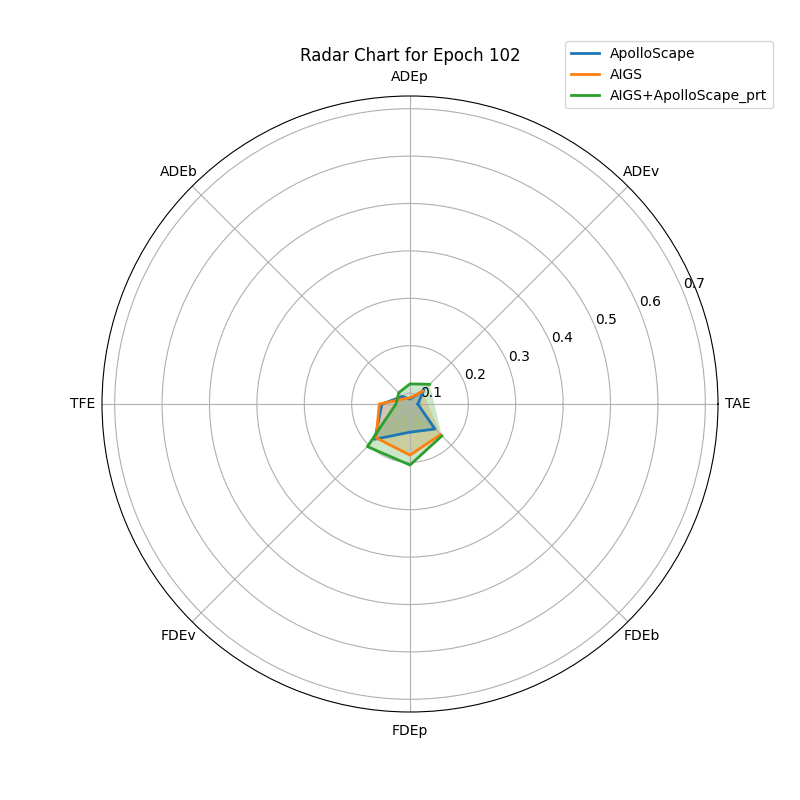 Radar Chart for Epoch 102
ApolloScape
AIGS
AIGS+ApolloScape_prt
ADEp
ADEb
ADEv
0.7
0.6
0.5
0.4
0.3
0.2
0.1
TFE
TAE
FDEv
FDEb
FDEp